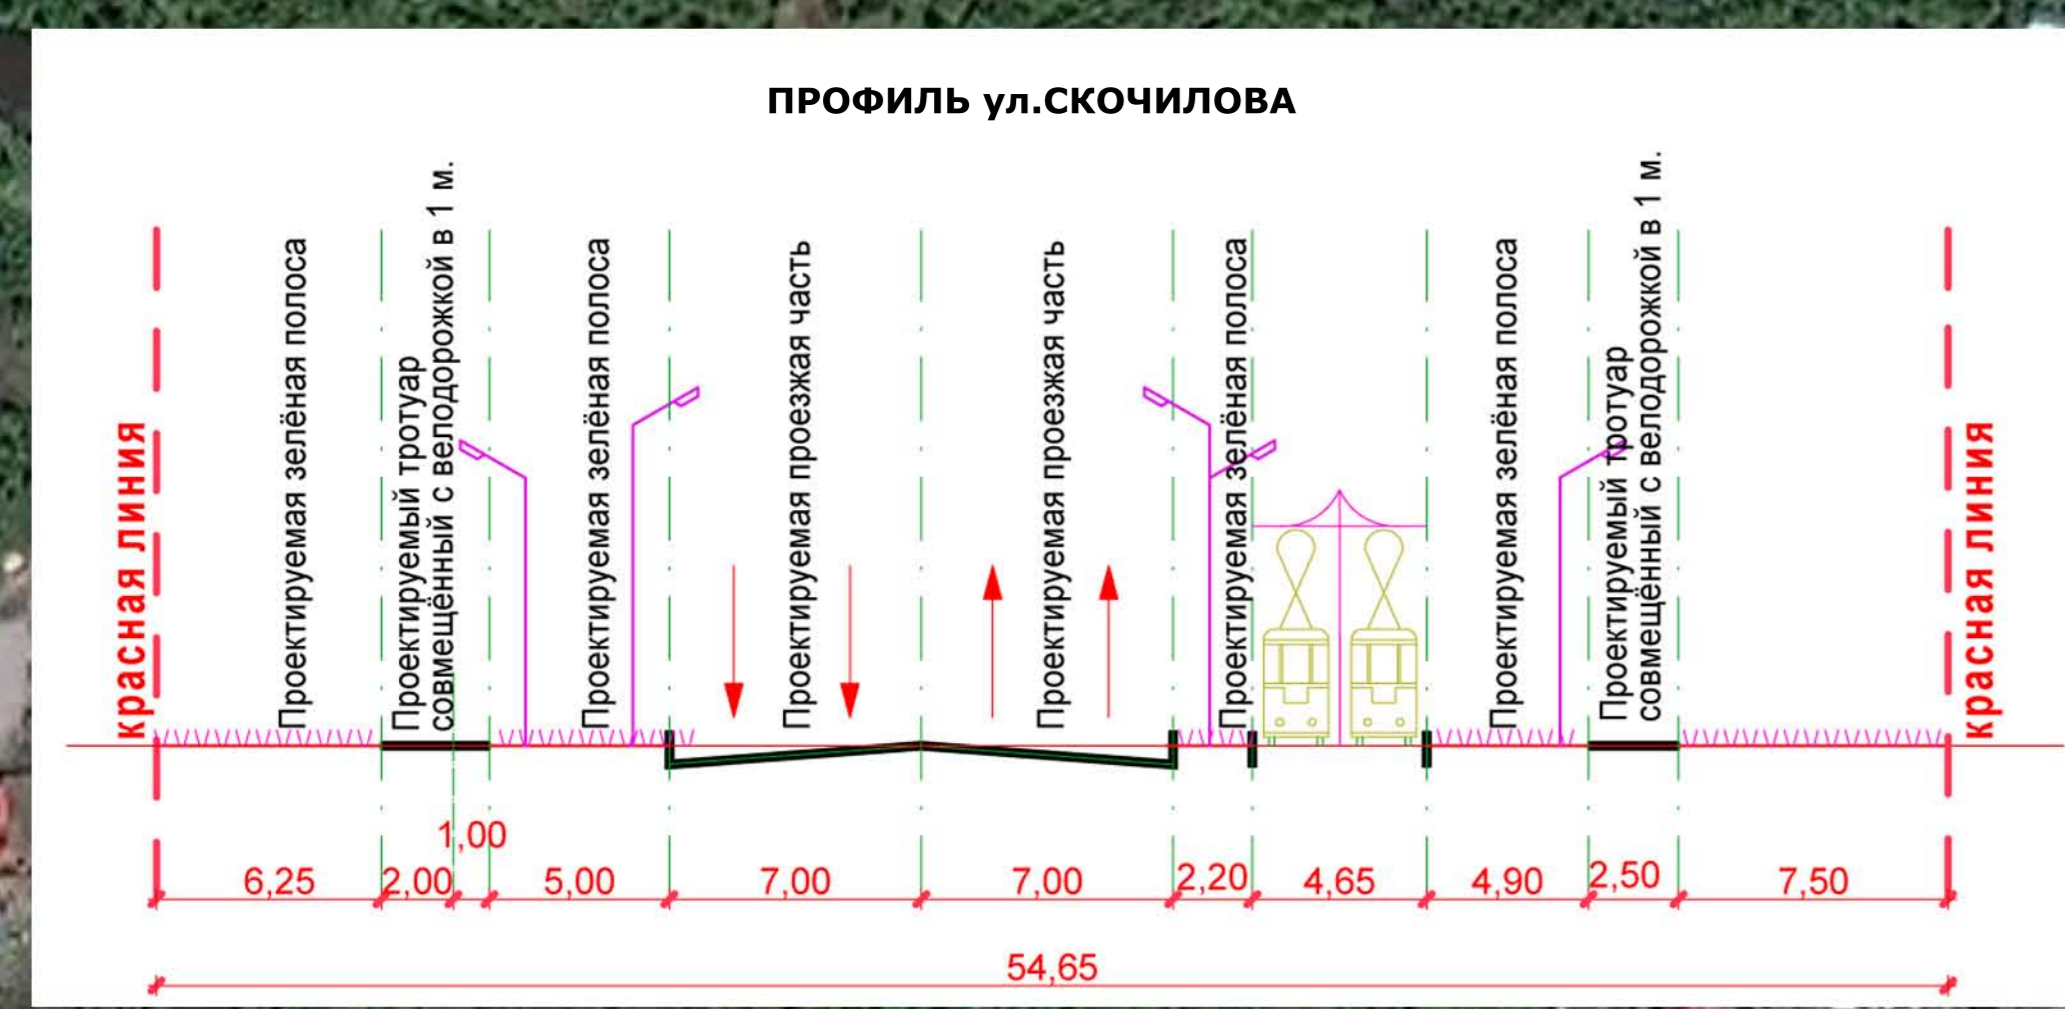 ПРОФИЛЬ ул.СКОЧИЛОВА
красная линия
Проектируемая зелёная полоса
Проектируемый тротуар
совмещённый с велодорожкой в 1 м.
Проектируемая зелёная полоса
Проектируемая проезжая часть
Проектируемая проезжая часть
Проектируемая зелёная полоса
Проектируемая зелёная полоса
Проектируемый тротуар
совмещённый с велодорожкой в 1 м.
красная линия
1,00
6,25 2,00 5,00 7,00 7,00 2,20 4,65 4,90 2,50 7,50
54,65